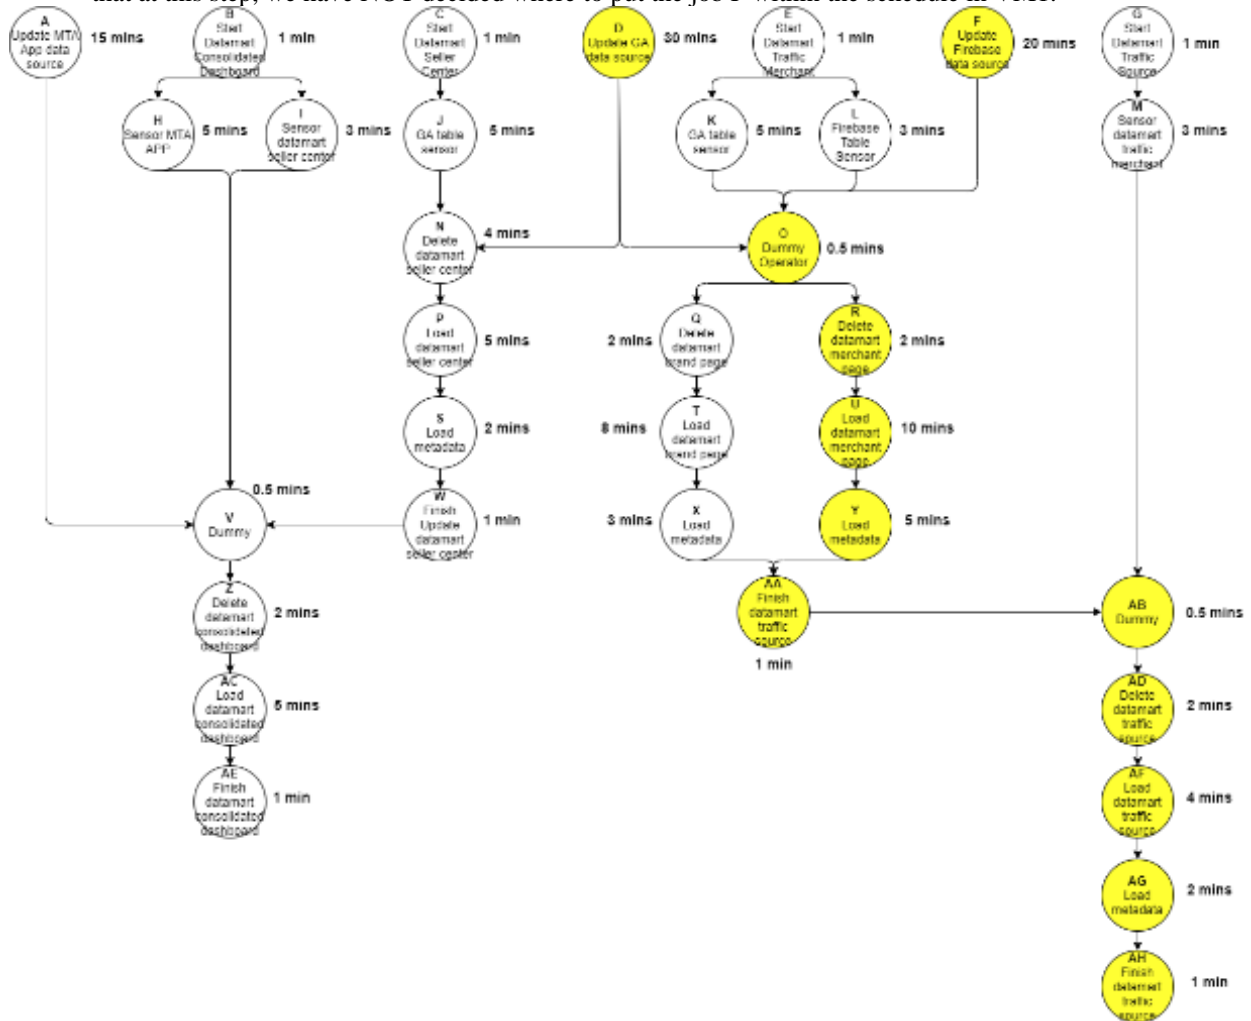 that at this step, we have NOT decided where to put the job F within the schedule in VM1.
A
Update MTA
App data
source
15 mins
B
Start
Datamart
Consolidated
Dashboard
1 min
C
Start
Datamart
Seller
Center
1 min
D
Update GA
data source
30 mins
E
Start
Datamart
Traffic
Merchant
1 min
F
Update
Firebase
data source
20 mins
G
Start
Datamart
Traffic
Source
1 min
H
Sensor MTA
APP
5 mins
I
Sensor
datamart
seller center
3 mins
J
GA table
sensor
5 mins
K
GA table
sensor
5 mins
L
Firebase
Table
Sensor
3 mins
M
Sensor
datamart
traffic
merchant
3 mins
N
Delete
datamart
seller center
4 mins
O
Dummy
Operator
0.5 mins
P
Load
datamart
seller center
5 mins
Q
Delete
datamart
brand page
2 mins
R
Delete
datamart
merchant
page
2 mins
S
Load
metadata
2 mins
T
Load
datamart
brand page
8 mins
U
Load
datamart
merchant
page
10 mins
V
Dummy
0.5 mins
W
Finish
Update
datamart
seller center
1 min
X
Load
metadata
3 mins
Y
Load
metadata
5 mins
Z
Delete
datamart
consolidated
dashboard
2 mins
AA
Finish
datamart
traffic
source
1 min
AB
Dummy
0.5 mins
AC
Load
datamart
consolidated
dashboard
5 mins
AD
Delete
datamart
traffic
source
2 mins
AE
Finish
datamart
consolidated
dashboard
1 min
AF
Load
datamart
traffic
source
4 mins
AG
Load
metadata
2 mins
AH
Finish
datamart
traffic
source
1 min